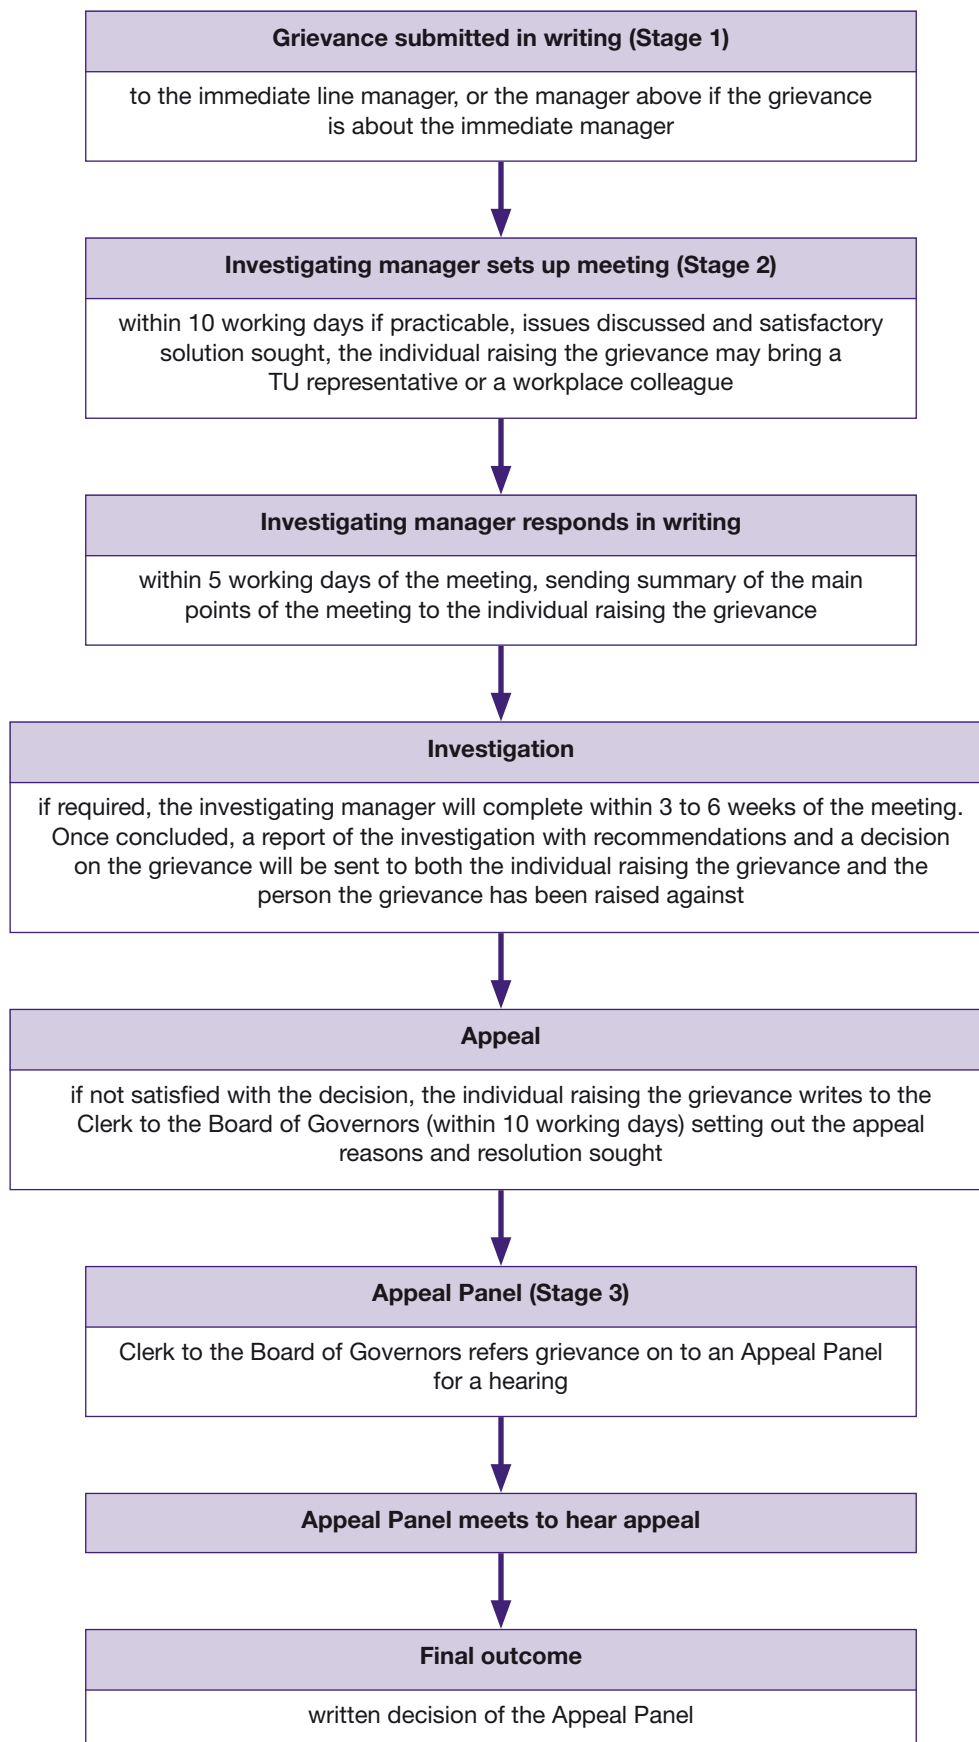 Grievance submitted in writing (Stage 1)
to the immediate line manager, or the manager above if the grievance
is about the immediate manager
Investigating manager sets up meeting (Stage 2)
within 10 working days if practicable, issues discussed and satisfactory
solution sought, the individual raising the grievance may bring a
TU representative or a workplace colleague
Investigating manager responds in writing
within 5 working days of the meeting, sending summary of the main
points of the meeting to the individual raising the grievance
Investigation
if required, the investigating manager will complete within 3 to 6 weeks of the meeting.
Once concluded, a report of the investigation with recommendations and a decision
on the grievance will be sent to both the individual raising the grievance and the
person the grievance has been raised against
Appeal
if not satisfied with the decision, the individual raising the grievance writes to the
Clerk to the Board of Governors (within 10 working days) setting out the appeal
reasons and resolution sought
Appeal Panel (Stage 3)
Clerk to the Board of Governors refers grievance on to an Appeal Panel
for a hearing
Appeal Panel meets to hear appeal
Final outcome
written decision of the Appeal Panel